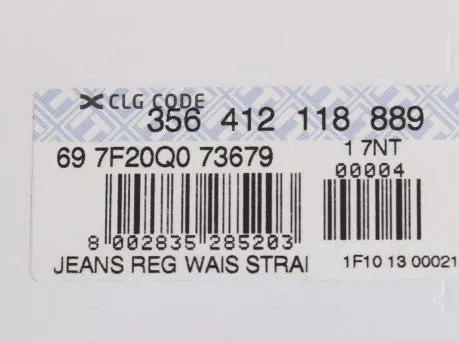 CLG CODE
356 412 118 889
69 7F20Q0 73679
1 7NT
00004
8 002835 285203
JEANS REG WAIS STRAI
1F10 13 00021